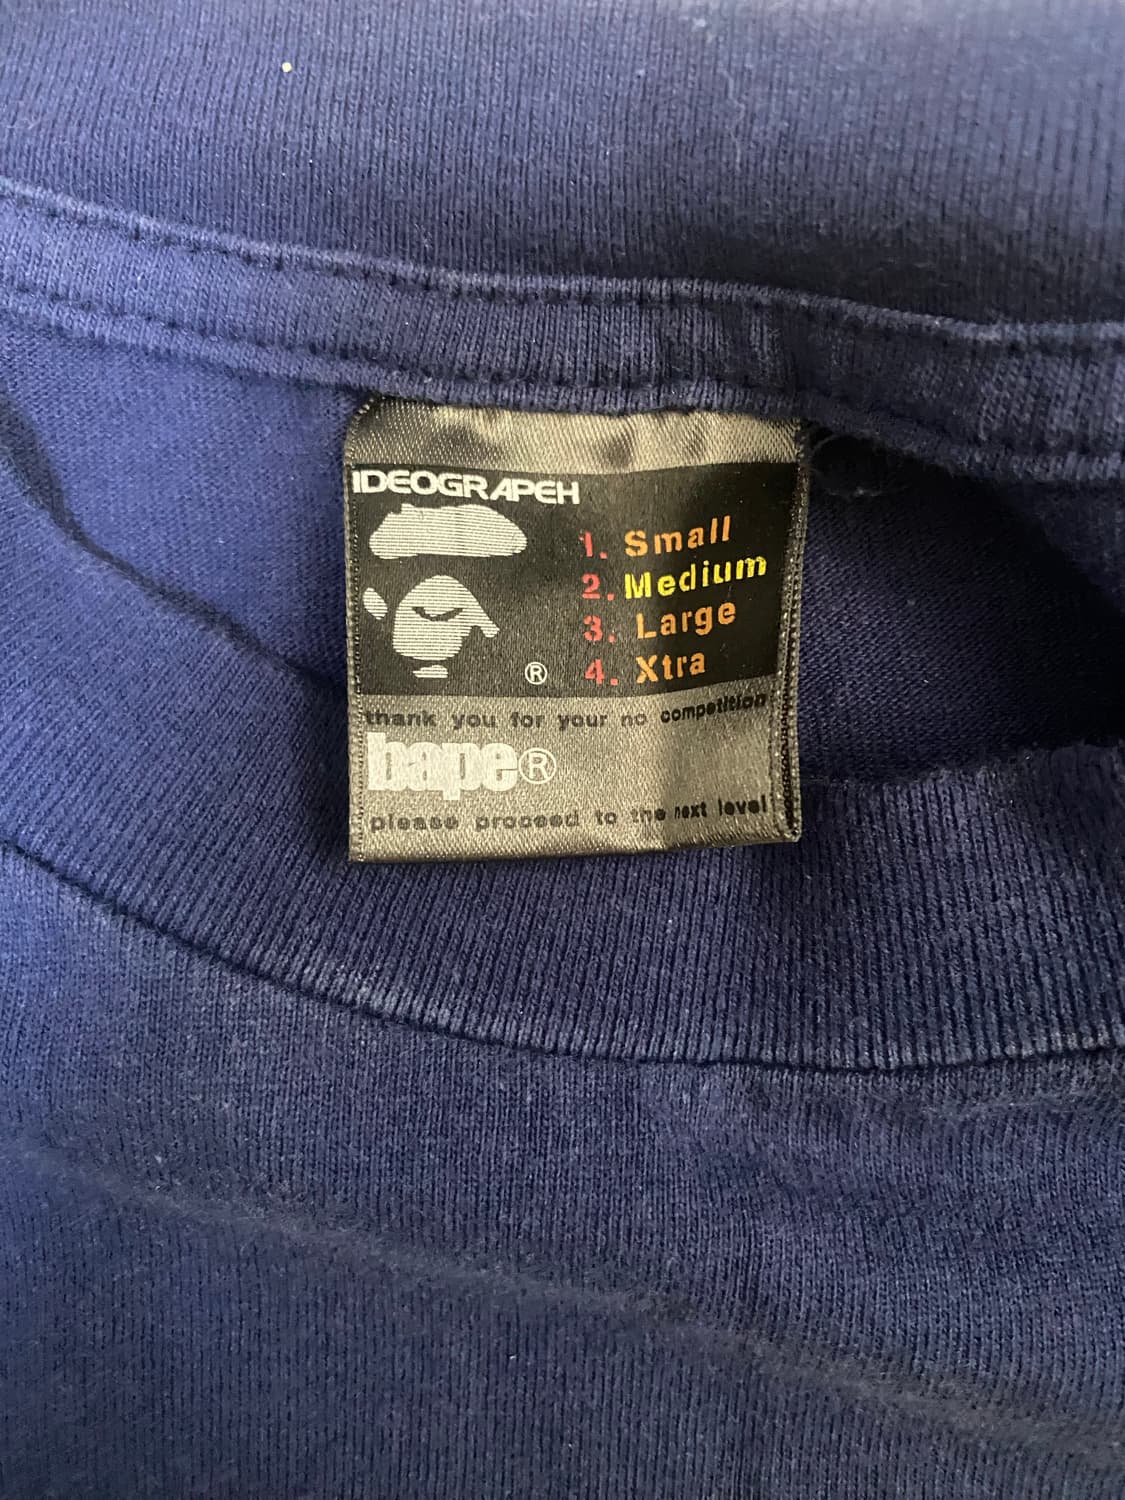 IDEOGRAPEH
1. Small
2. Medium
3. Large
4. Xtra
®
thank you for your no competition
bape®
please proceed to the next level